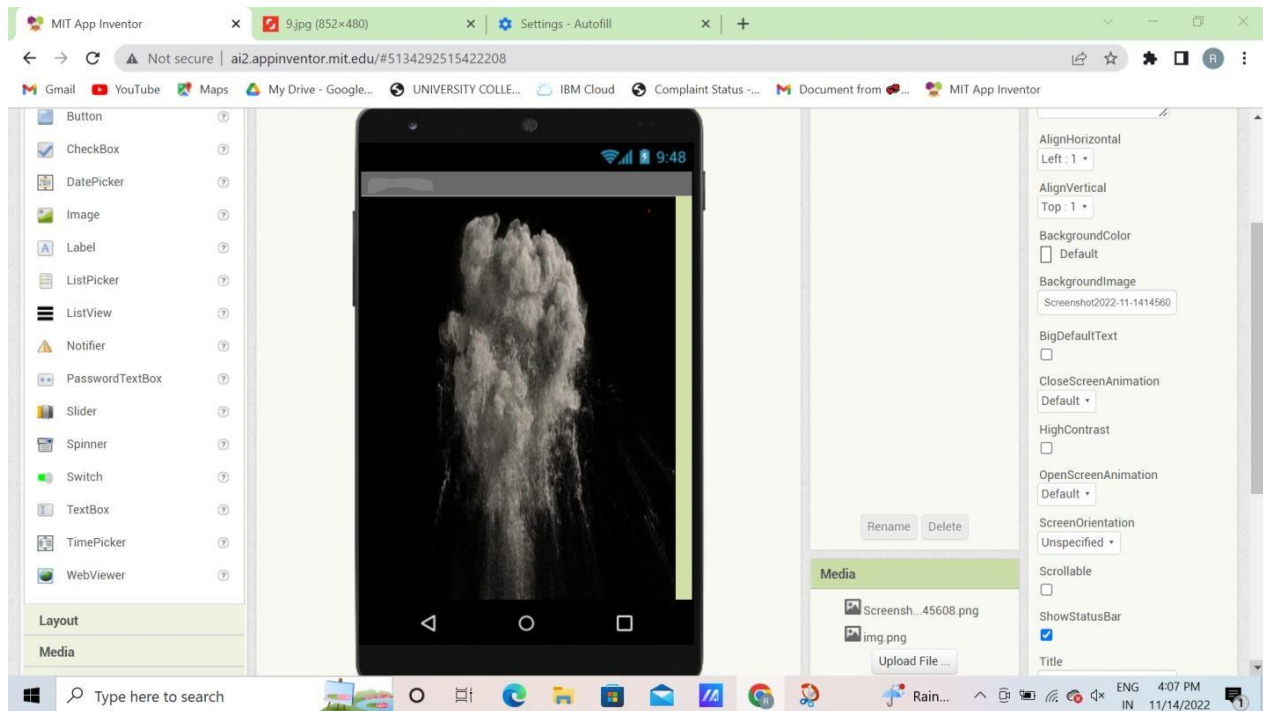 MIT App Inventor
9.jpg (852×480)
Settings - Autofill
Not secure | ai2.appinventor.mit.edu/#5134292515422208
R
Gmail
YouTube
Maps
My Drive - Google...
UNIVERSITY COLLE...
IBM Cloud
Complaint Status -...
Document from
...
MIT App Inventor
Button
CheckBox
DatePicker
Image
Label
ListPicker
ListView
Notifier
PasswordTextBox
Slider
Spinner
Switch
TextBox
TimePicker
WebViewer
Layout
Media
9:48
Rename
Delete
Media
Screensh...45608.png
img.png
Upload File ...
AlignHorizontal
Left : 1
AlignVertical
Top : 1
BackgroundColor
Default
BackgroundImage
Screenshot2022-11-1414560
BigDefaultText
CloseScreenAnimation
Default
HighContrast
OpenScreenAnimation
Default
ScreenOrientation
Unspecified
Scrollable
ShowStatusBar
Title
Type here to search
Rain...
ENG
IN
4:07 PM
11/14/2022
1